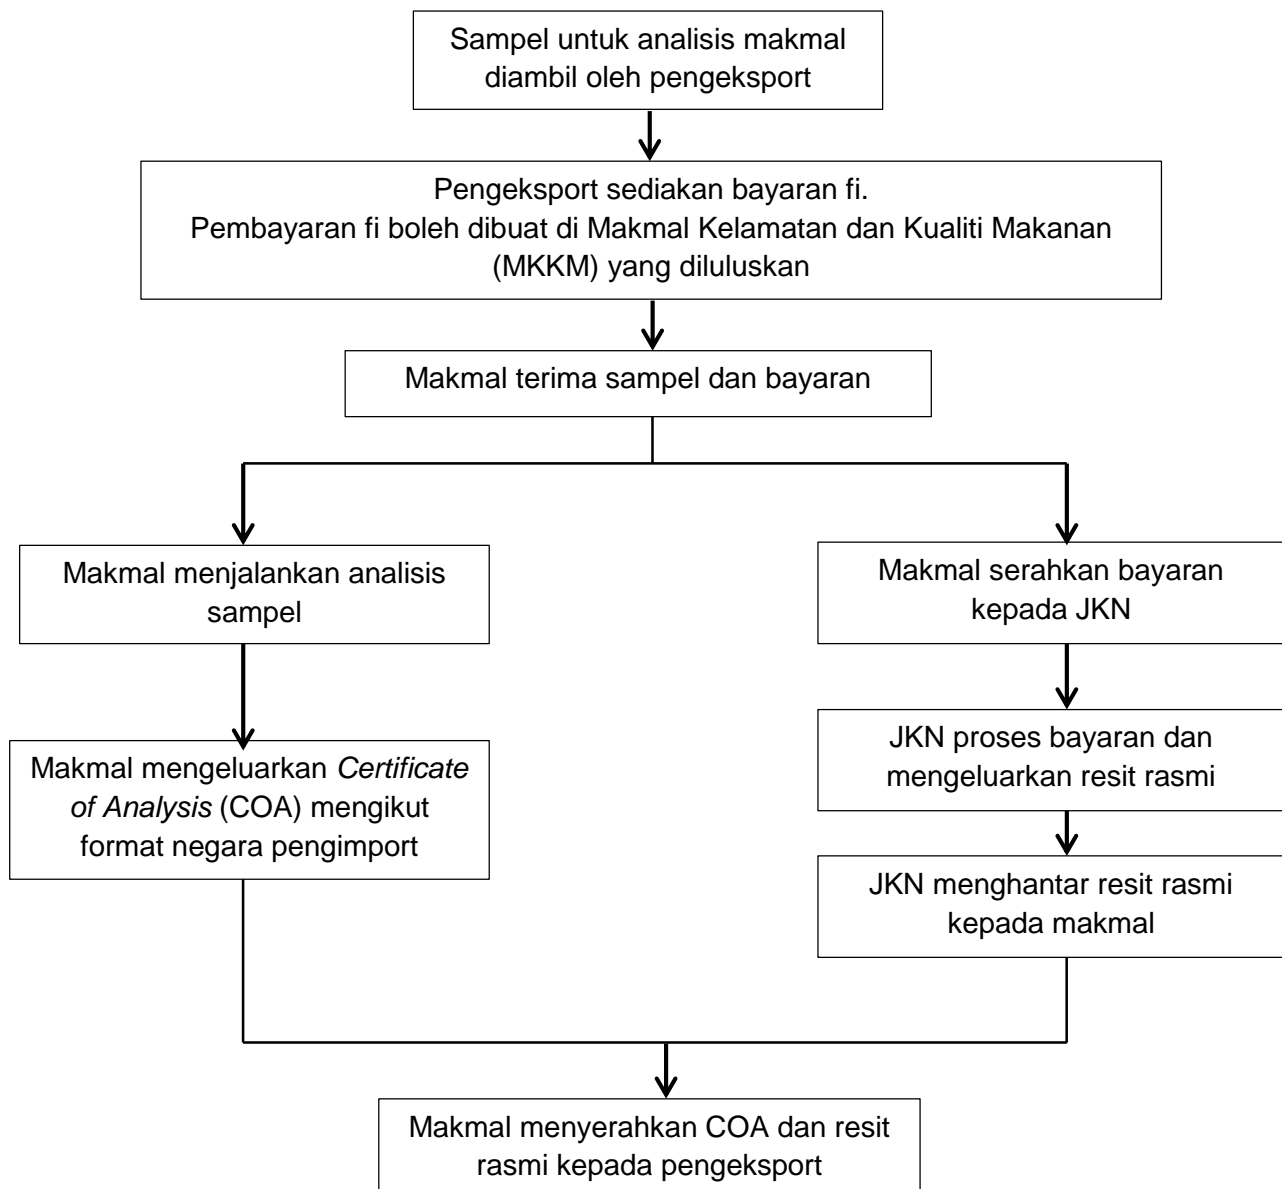 Sampel untuk analisis makmal
diambil oleh pengeksport
Pengeksport sediakan bayaran fi.
Pembayaran fi boleh dibuat di Makmal Kelamatan dan Kualiti Makanan
(MKKM) yang diluluskan
Makmal terima sampel dan bayaran
Makmal menjalankan analisis
sampel
Makmal mengeluarkan Certificate
of Analysis (COA) mengikut
format negara pengimport
Makmal serahkan bayaran
kepada JKN
JKN proses bayaran dan
mengeluarkan resit rasmi
JKN menghantar resit rasmi
kepada makmal
Makmal menyerahkan COA dan resit
rasmi kepada pengeksport